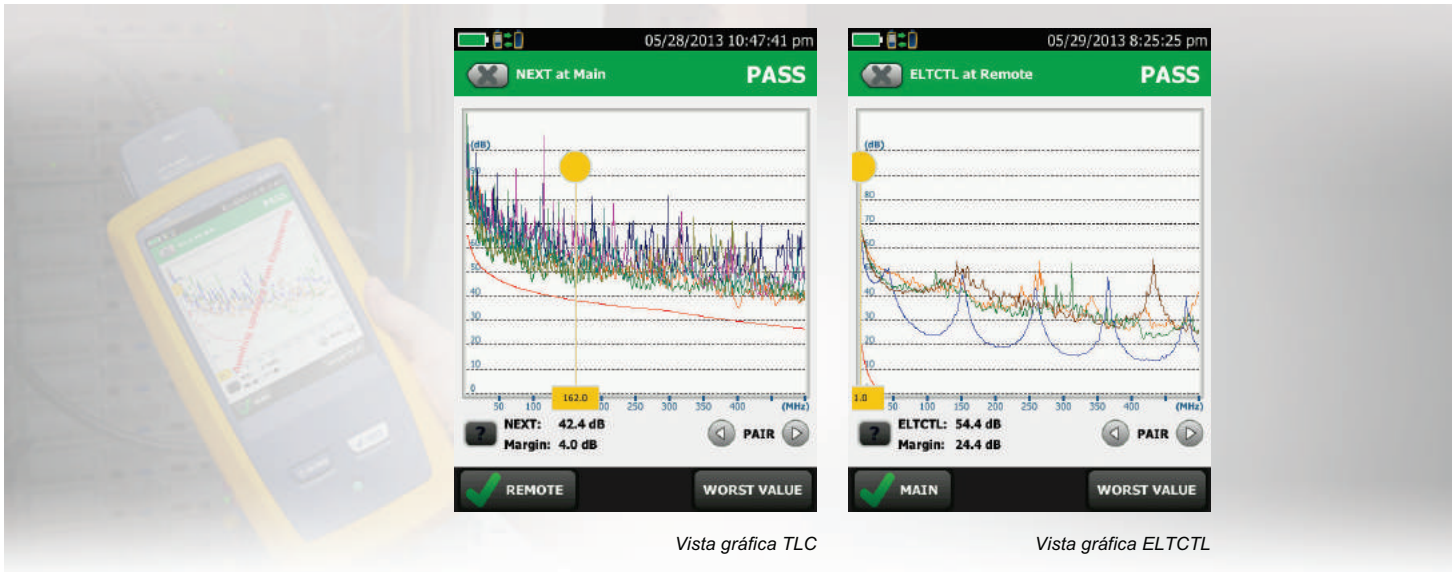 05/28/2013 10:47:41 pm
NEXT at Main PASS
(dB)
90
60
50
40
30
20
10
0
50 100 162.0 200 250 300 350 400 (MHz)
? NEXT: 42.4 dB
Margin: 4.0 dB
PAIR
REMOTE WORST VALUE
Vista gráfica TLC
05/29/2013 8:25:25 pm
ELTCTL at Remote PASS
(dB)
80
70
60
50
40
30
20
10
1.0 50 100 150 200 250 300 350 400 (MHz)
? ELTCTL: 54.4 dB
Margin: 24.4 dB
PAIR
MAIN WORST VALUE
Vista gráfica ELTCTL